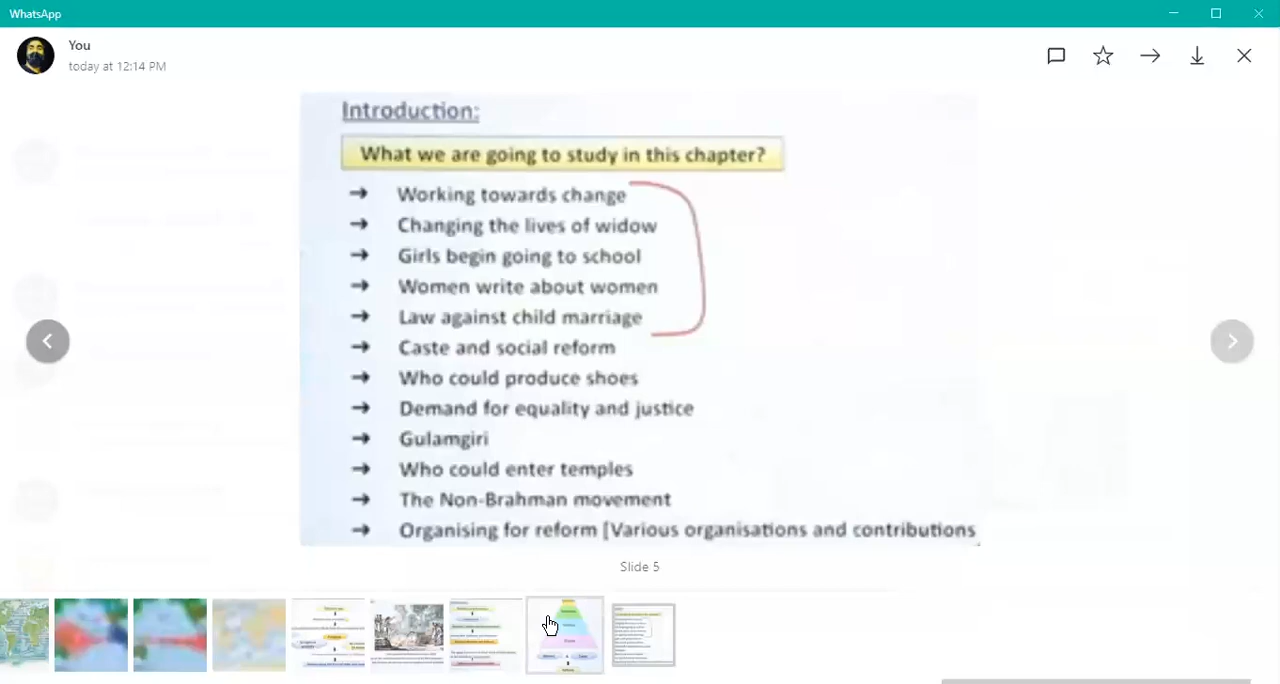 WhatsApp
You
today at 12:14 PM
Introduction:
What we are going to study in this chapter?
→ Working towards change
→ Changing the lives of widow
→ Girls begin going to school
→ Women write about women
→ Law against child marriage
→ Caste and social reform
→ Who could produce shoes
→ Demand for equality and justice
→ Gulamgiri
→ Who could enter temples
→ The Non-Brahman movement
→ Organising for reform [Various organisations and contributions
Slide 5